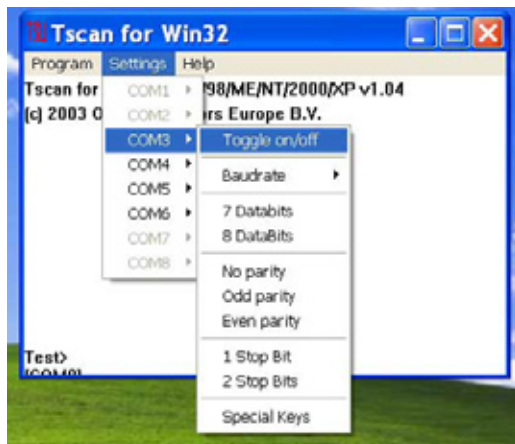 Tscan for Win32
Program Settings Help
Tscan for
/98/ME/NT/2000/XP v1.04
(c) 2003 O
rs Europe B.V.
COM1
COM2
COM3
COM4
COM5
COM6
COM7
COM8
Toggle on/off
Baudrate
7 Databits
8 DataBits
No parity
Odd parity
Even parity
1 Stop Bit
2 Stop Bits
Special Keys
Test>